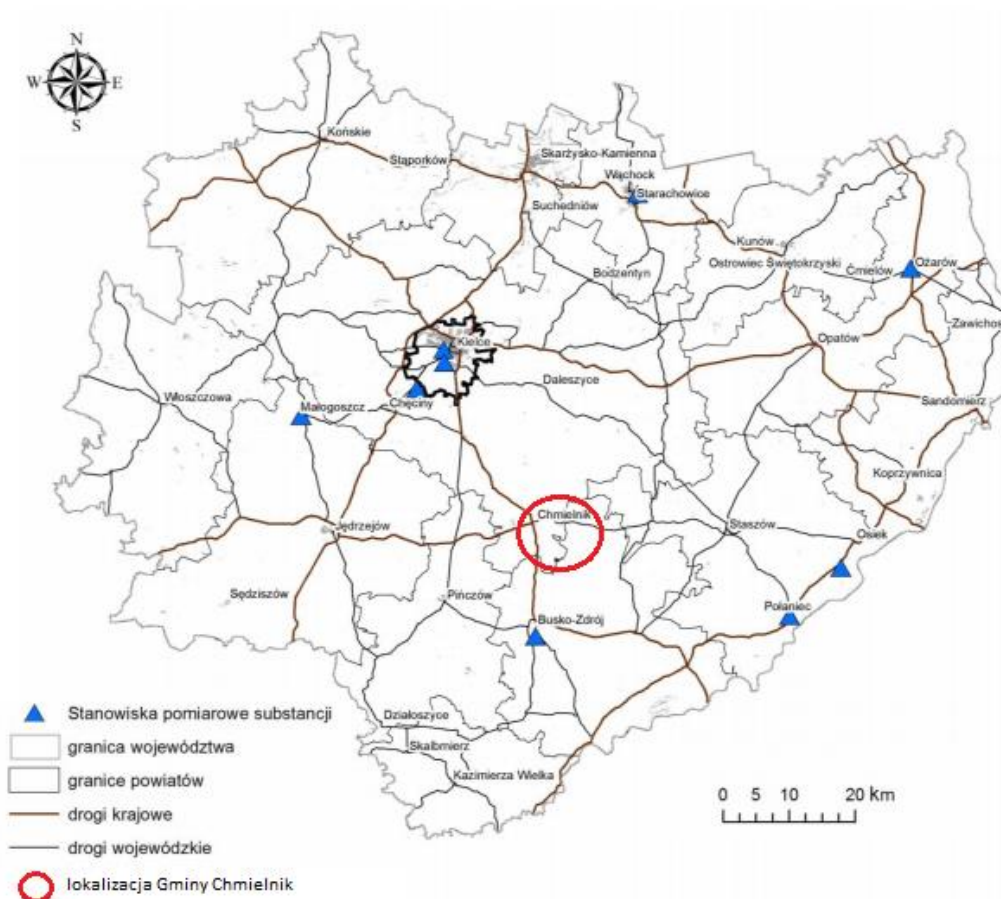 N
W E
S
Końskie
Stąporków
Skarżysko-Kamienna
Wąchock
Starachowice
Suchedniów
Kunów
Ostrowiec Świętokrzyski
Ćmielów
Ożarów
Bodzentyn
Zawichos
Kielce
Opatów
Daleszyce
Włoszczowa
Małogoszcz
Chęciny
Sandomierz
Koprzywnica
Chmielnik
Jędrzejów
Staszów
Osiek
Sędziszów
Pińczów
Połaniec
Busko-Zdrój
Działoszyce
Skalbmierz
Kazimierza Wielka
Stanowiska pomiarowe substancji
granica województwa
granice powiatów
drogi krajowe
drogi wojewódzkie
lokalizacja Gminy Chmielnik
0 5 10 20 km